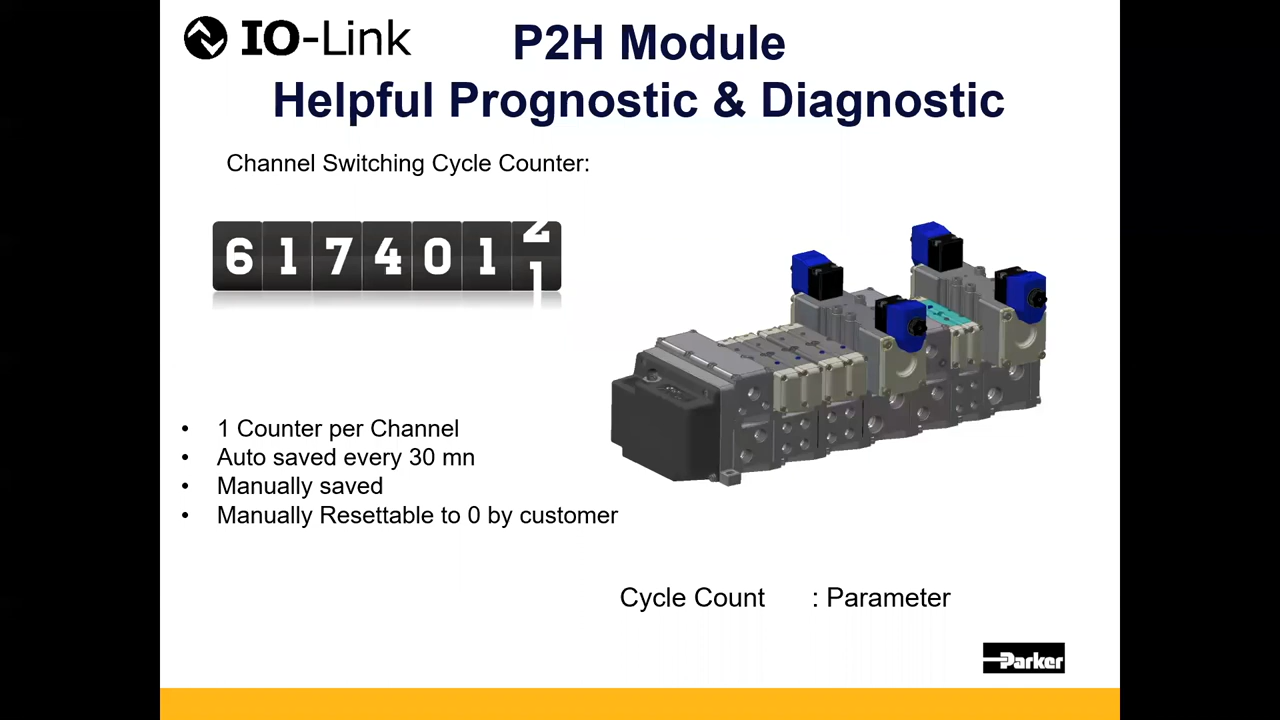 IO-Link
P2H Module
Helpful Prognostic & Diagnostic
Channel Switching Cycle Counter:
6 1 7 4 0 1 2
1
• 1 Counter per Channel
• Auto saved every 30 mn
• Manually saved
• Manually Resettable to 0 by customer
Cycle Count : Parameter
Parker